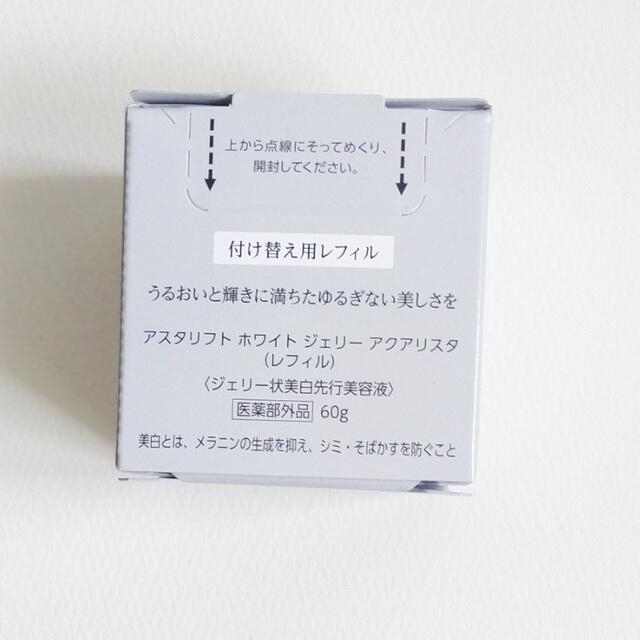 上から点線にそってめくり、
開封してください。
付け替え用レフィル
うるおいと輝きに満ちたゆるぎない美しさを
アスタリフト ホワイト ジェリー アクアリスタ
(レフィル)
〈ジェリー状美白先行美容液〉
医薬部外品 60g
美白とは、メラニンの生成を抑え、シミ・そばかすを防ぐこと